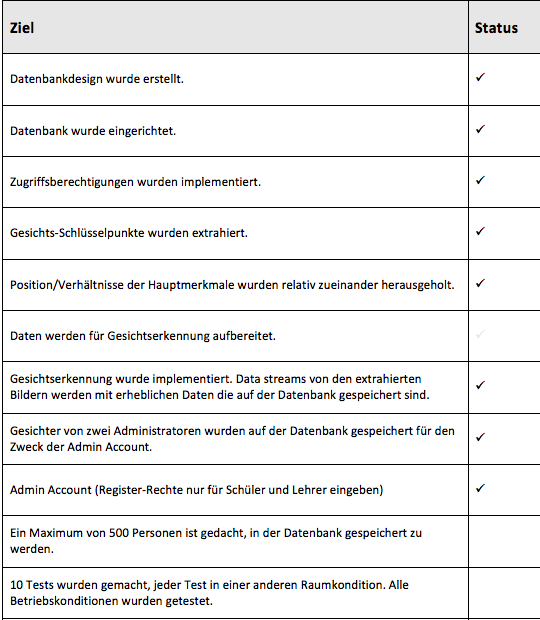 Ziel Status
Datenbankdesign wurde erstellt. ✓
Datenbank wurde eingerichtet. ✓
Zugriffsberechtigungen wurden implementiert. ✓
Gesichts-Schlüsselpunkte wurden extrahiert. ✓
Position/Verhältnisse der Hauptmerkmale wurden relativ zueinander herausgeholt. ✓
Daten werden für Gesichtserkennung aufbereitet. ✓
Gesichtserkennung wurde implementiert. Data streams von den extrahierten
Bildern werden mit erheblichen Daten die auf der Datenbank gespeichert sind. ✓
Gesichter von zwei Administratoren wurden auf der Datenbank gespeichert für den
Zweck der Admin Account. ✓
Admin Account (Register-Rechte nur für Schüler und Lehrer eingeben) ✓
Ein Maximum von 500 Personen ist gedacht, in der Datenbank gespeichert zu
werden.
10 Tests wurden gemacht, jeder Test in einer anderen Raumkondition. Alle
Betriebskonditionen wurden getestet.